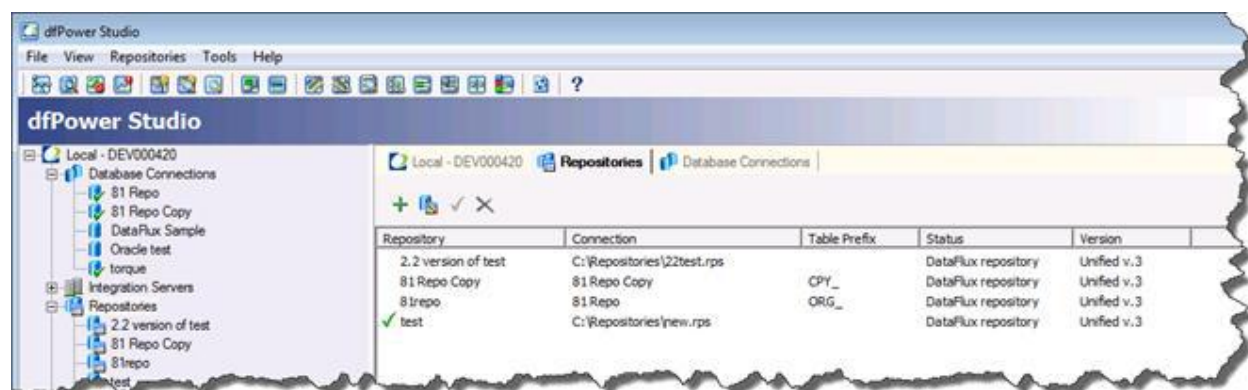 dfPower Studio
File View Repositories Tools Help
?
dfPower Studio
Local - DEV000420
Database Connections
81 Repo
81 Repo Copy
DataFlux Sample
Oracle test
torque
Integration Servers
Repositories
2.2 version of test
81 Repo Copy
81repo
test
Local - DEV000420 Repositories Database Connections
Repository Connection Table Prefix Status Version
2.2 version of test C:\Repositories\22test.rps DataFlux repository Unified v.3
81 Repo Copy 81 Repo Copy CPY_ DataFlux repository Unified v.3
81repo 81 Repo ORG_ DataFlux repository Unified v.3
test C:\Repositories\new.rps DataFlux repository Unified v.3